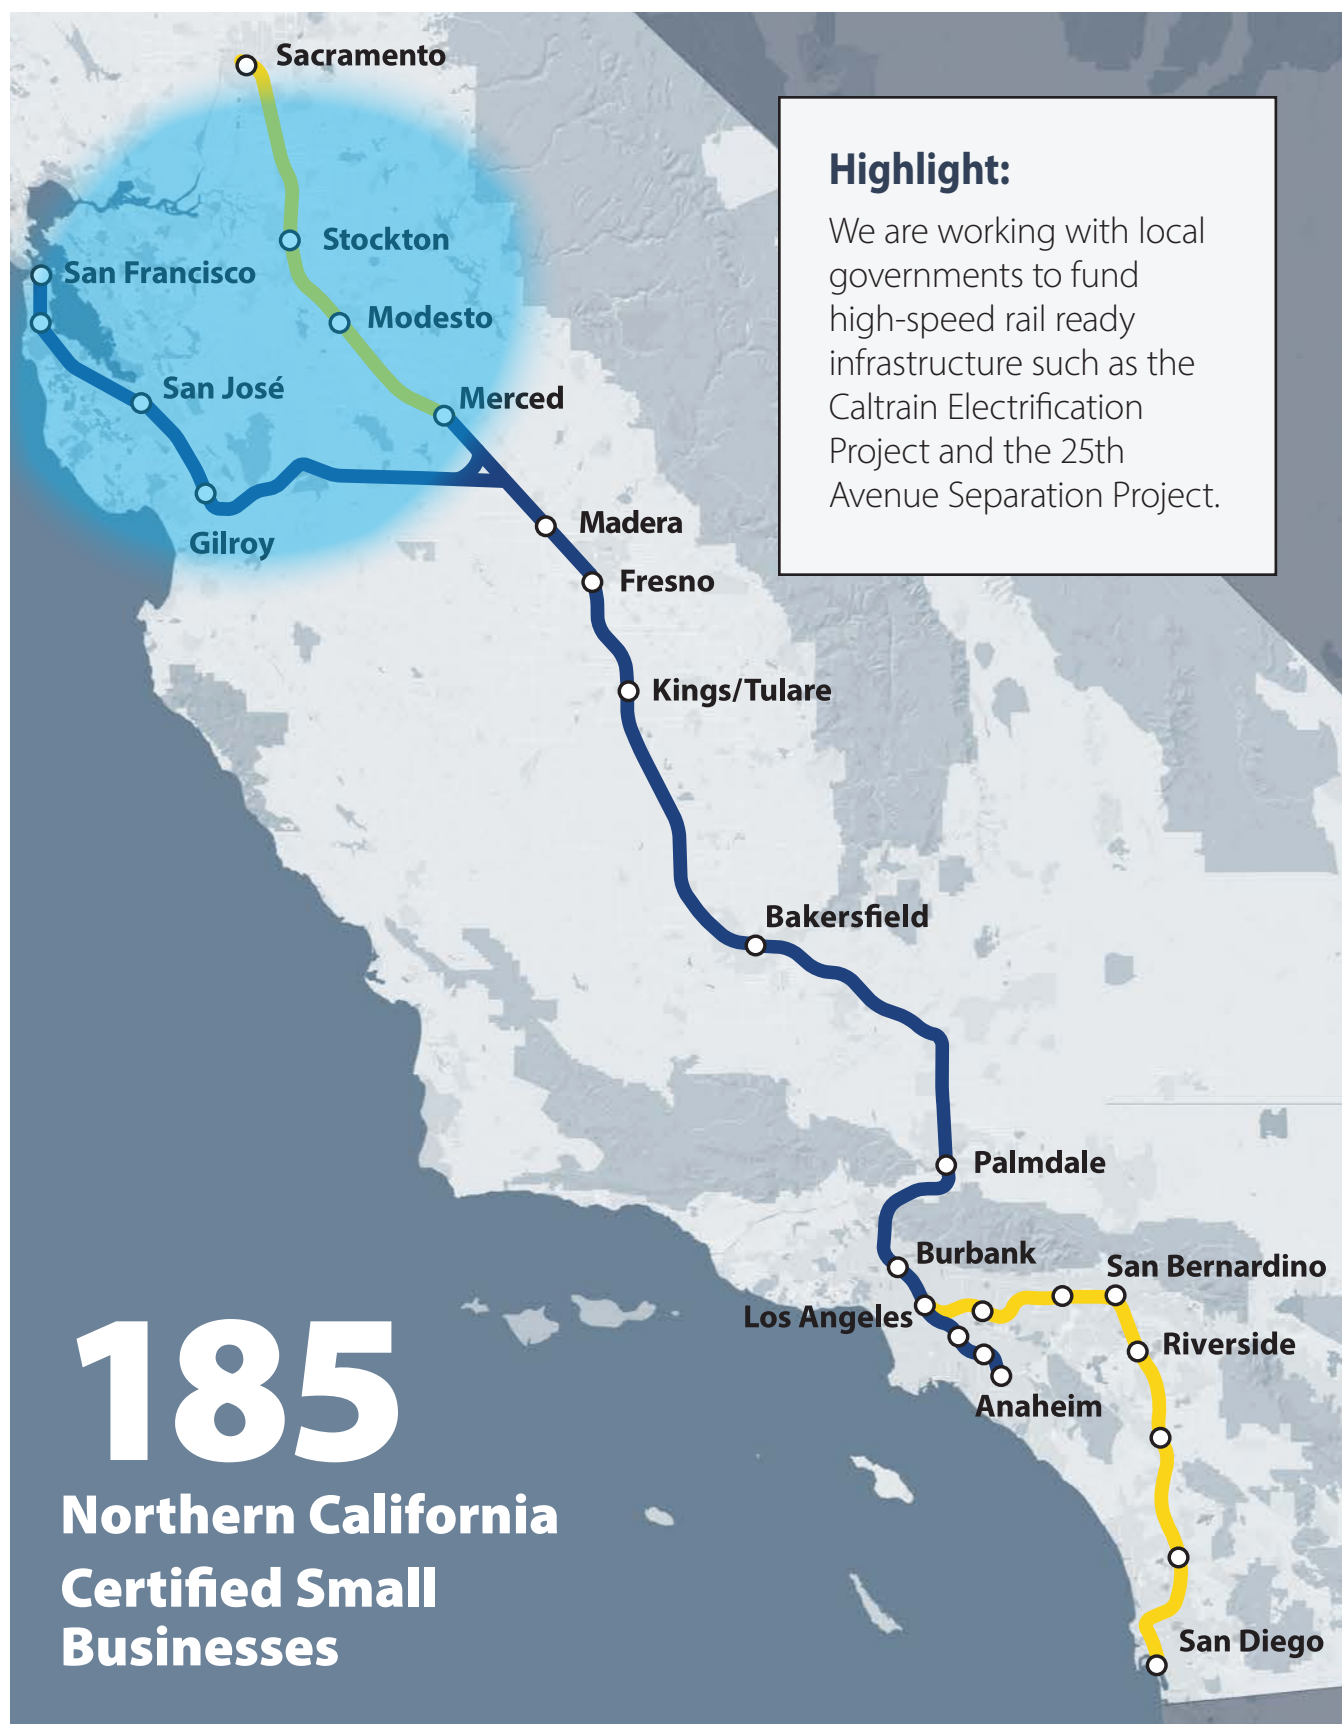 Sacramento
Highlight:
We are working with local
governments to fund
high-speed rail ready
infrastructure such as the
Caltrain Electrification
Project and the 25th
Avenue Separation Project.
Stockton
San Francisco
Modesto
San José
Merced
Gilroy
Madera
Fresno
Kings/Tulare
Bakersfield
Palmdale
Burbank
San Bernardino
Los Angeles
Riverside
Anaheim
185
Northern California
Certified Small
Businesses
San Diego